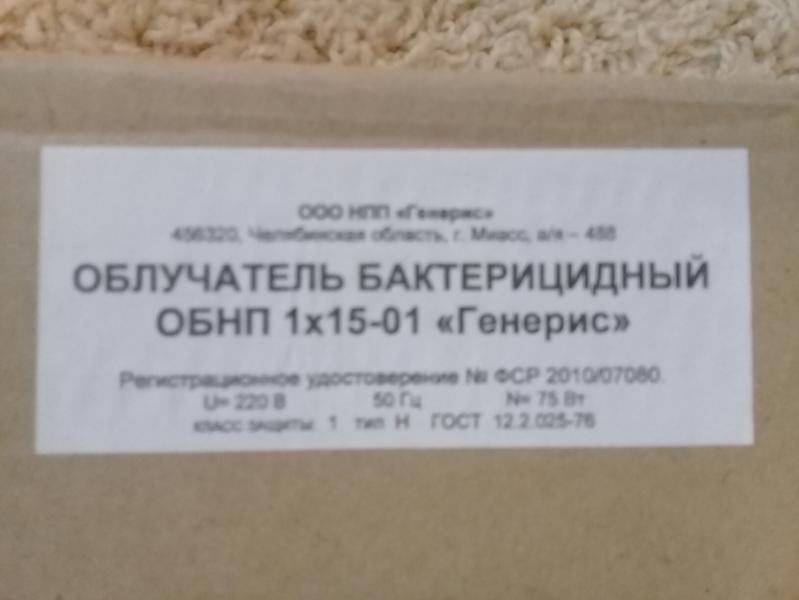 ООО НПП «Генерис»
456320, Челябинская область, г. Миасс, а/я – 488
ОБЛУЧАТЕЛЬ БАКТЕРИЦИДНЫЙ
ОБНП 1х15-01 «Генерис»
Регистрационное удостоверение № ФСР 2010/07080.
U= 220 В 50 Гц N= 75 Вт
КЛАСС ЗАЩИТЫ: 1 тип Н ГОСТ 12.2.025-76